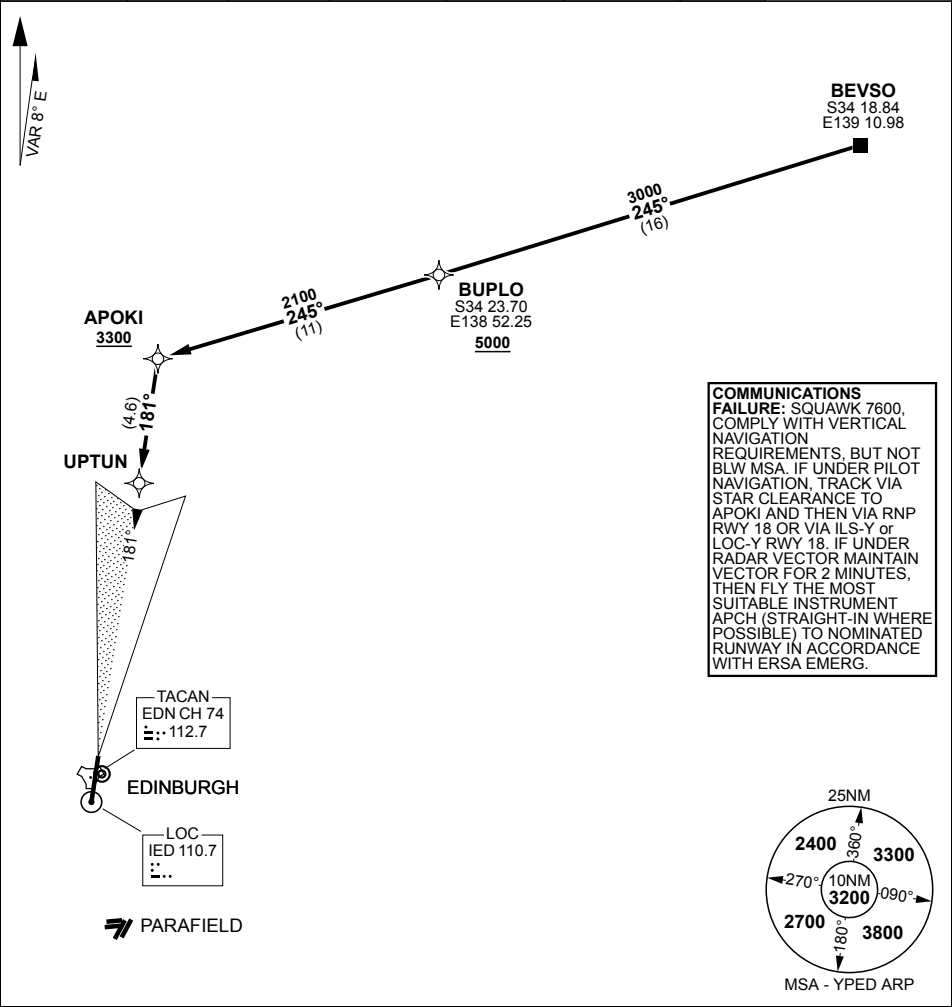 VAR 8° E
BEVSO
S34 18.84
E139 10.98
3000
245°
(16)
BUPLO
S34 23.70
E138 52.25
5000
2100
245°
(11)
APOKI
3300
(4.6)
181°
UPTUN
181°
COMMUNICATIONS
FAILURE: SQUAWK 7600,
COMPLY WITH VERTICAL
NAVIGATION
REQUIREMENTS, BUT NOT
BLW MSA. IF UNDER PILOT
NAVIGATION, TRACK VIA
STAR CLEARANCE TO
APOKI AND THEN VIA RNP
RWY 18 OR VIA ILS-Y or
LOC-Y RWY 18. IF UNDER
RADAR VECTOR MAINTAIN
VECTOR FOR 2 MINUTES,
THEN FLY THE MOST
SUITABLE INSTRUMENT
APCH (STRAIGHT-IN WHERE
POSSIBLE) TO NOMINATED
RUNWAY IN ACCORDANCE
WITH ERSA EMERG.
TACAN
EDN CH 74
112.7
EDINBURGH
LOC
IED 110.7
PARAFIELD
25NM
2400
360°
3300
270°
10NM
3200
090°
2700
180°
3800
MSA - YPED ARP